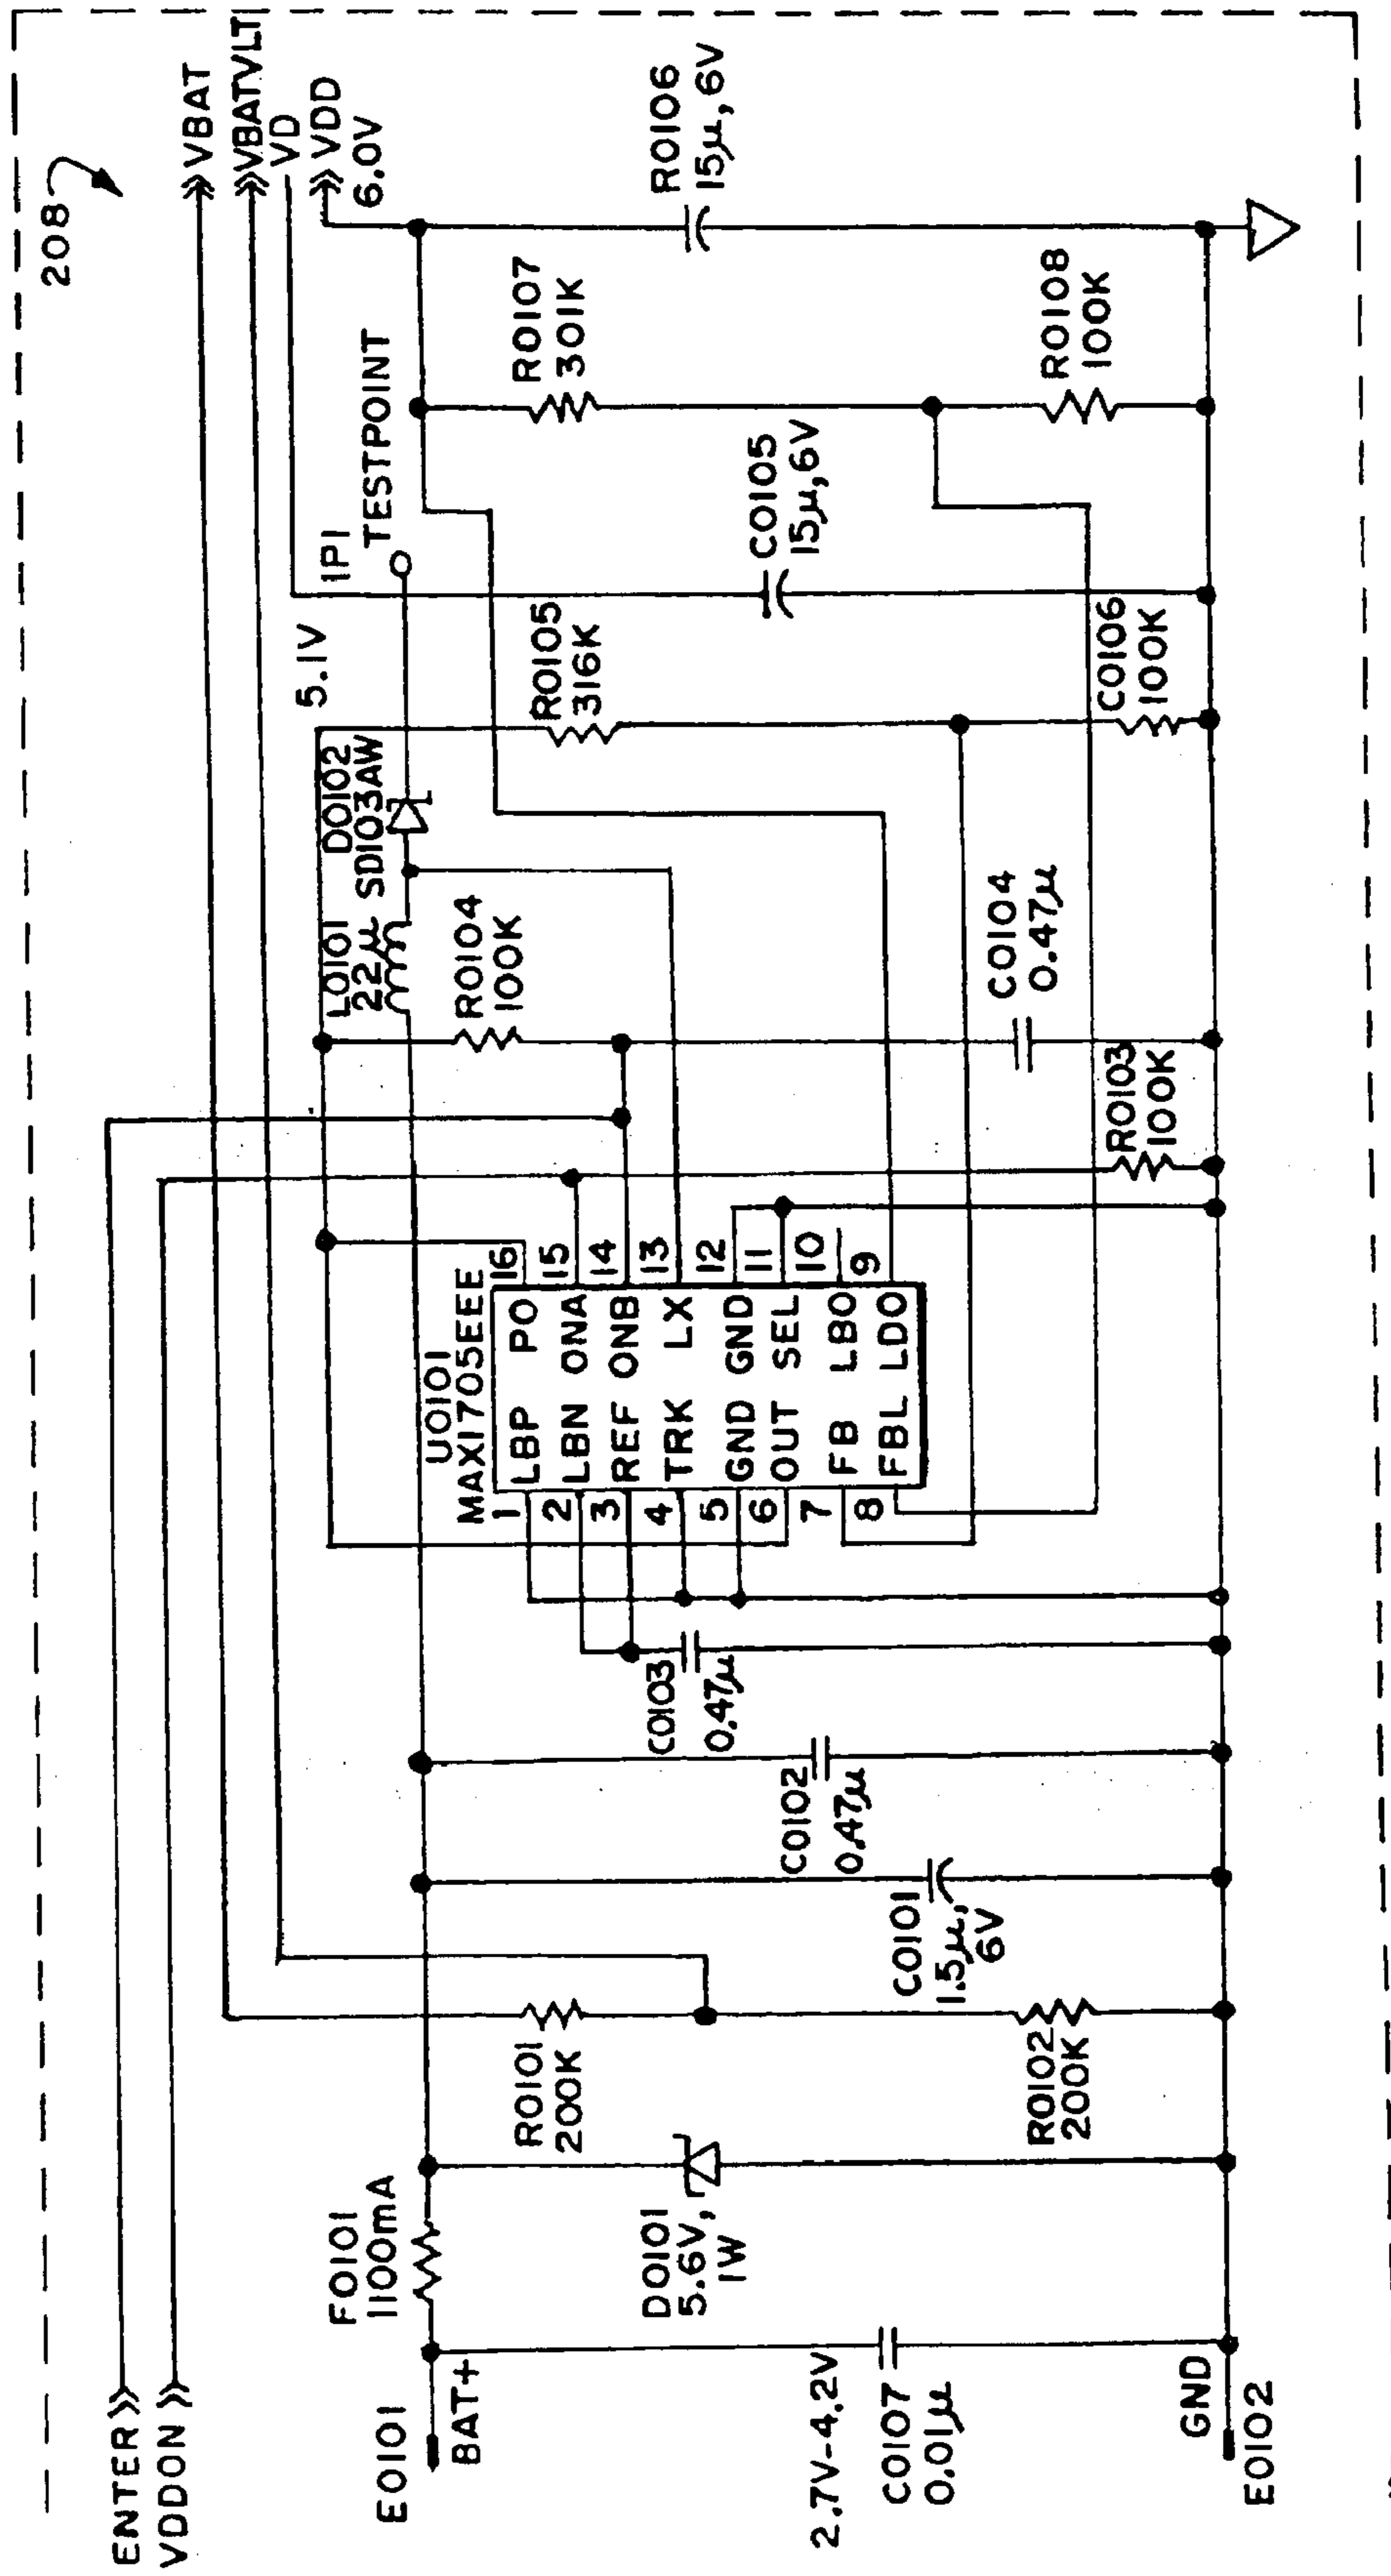 208
ENTER
VDDON
VBAT
VBATVLT
VD
VDD
6.0V
E0101
BAT+
F0101
1100mA
2.7V-4.2V
C0107
0.01µ
GND
E0102
D0101
5.6V,
1W
R0101
200K
R0102
200K
C0101
1.5µ,
6V
C0102
0.47µ
C0103
0.47µ
U0101
MAX1705EEE
1 LBP PO 16
2 LBN ONA 15
3 REF ONB 14
4 TRK LX 13
5 GND GND 12
6 OUT SEL 11
7 FB LBO 10
8 FBL LDO 9
R0103
100K
R0104
100K
C0104
0.47µ
L0101
22µ
D0102
SD103AW
5.1V
1P1
TESTPOINT
R0105
316K
C0106
100K
C0105
15µ,6V
R0107
301K
R0108
100K
R0106
15µ,6V